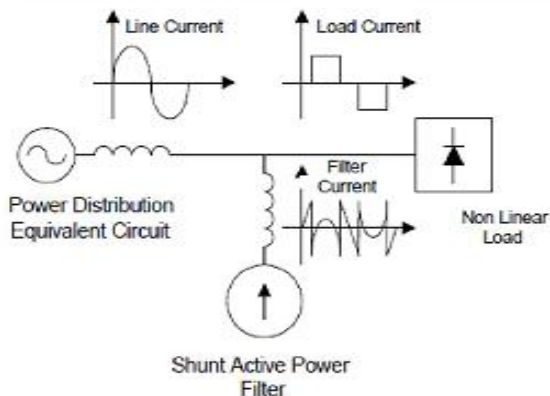 Line Current
Load Current
Filter
Current
Power Distribution
Equivalent Circuit
Non Linear
Load
Shunt Active Power
Filter